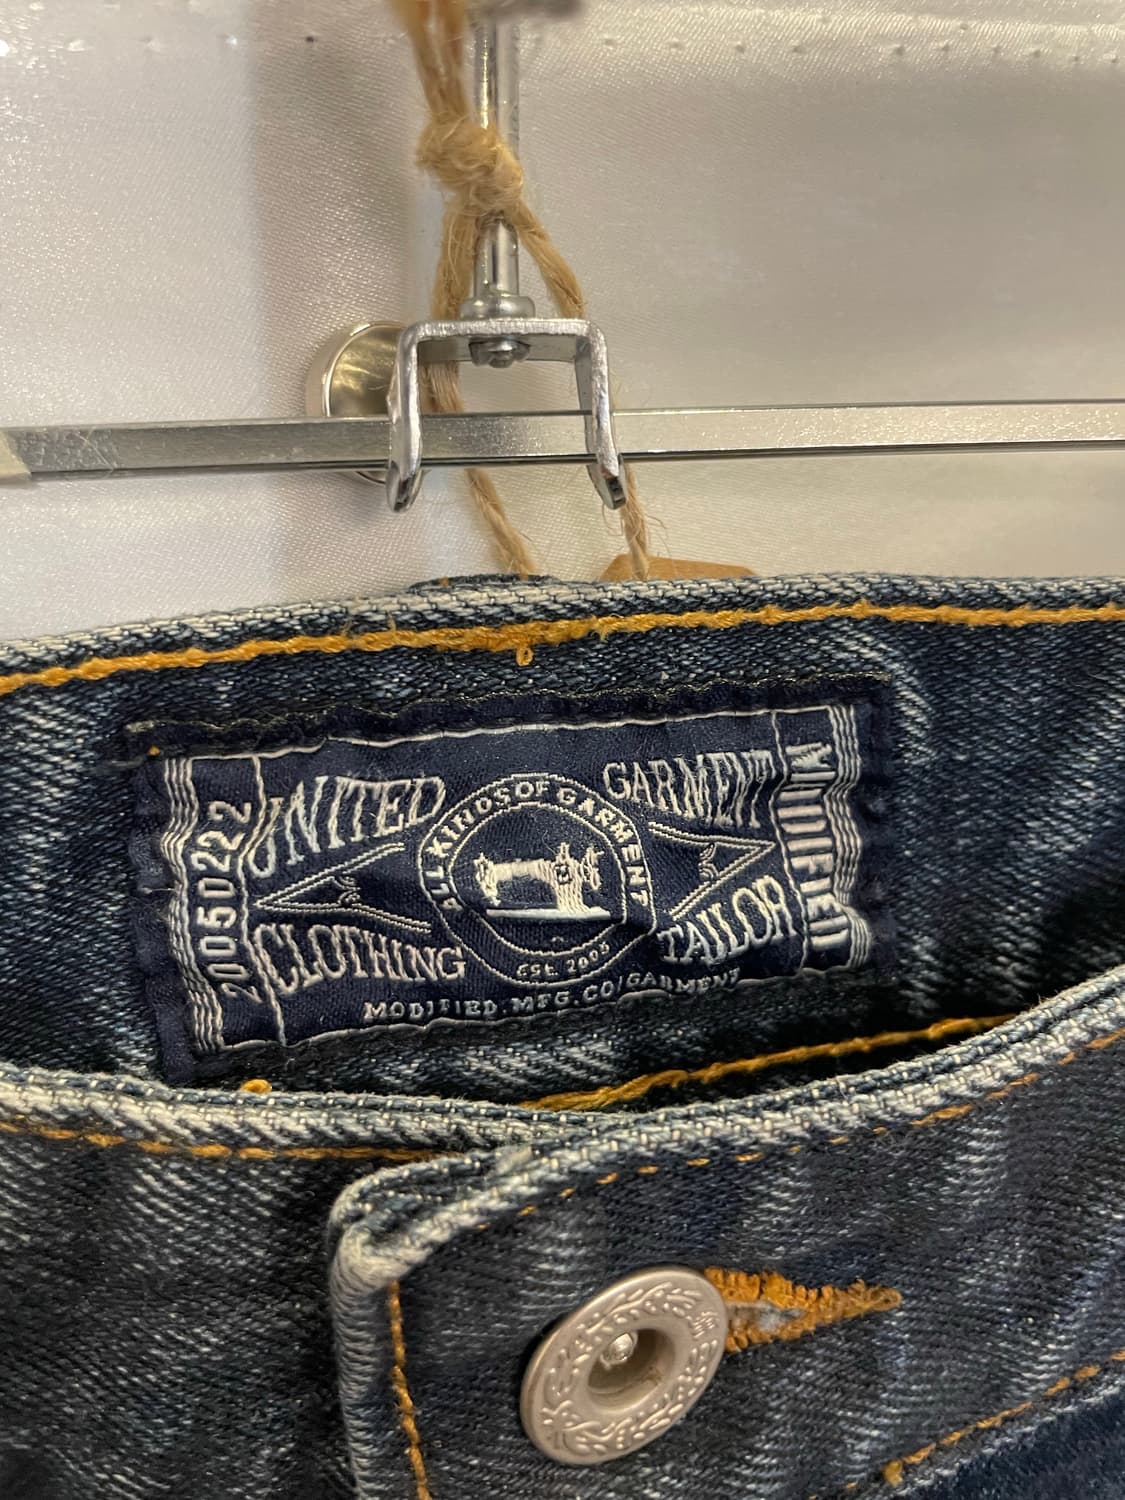 2005D222
UNITED
GARMENT
MODIFIED
ALL KINDS OF GARMENT
CLOTHING
TAILOR
EST. 2005
MODIFIED.MFG.CO/GARMENT